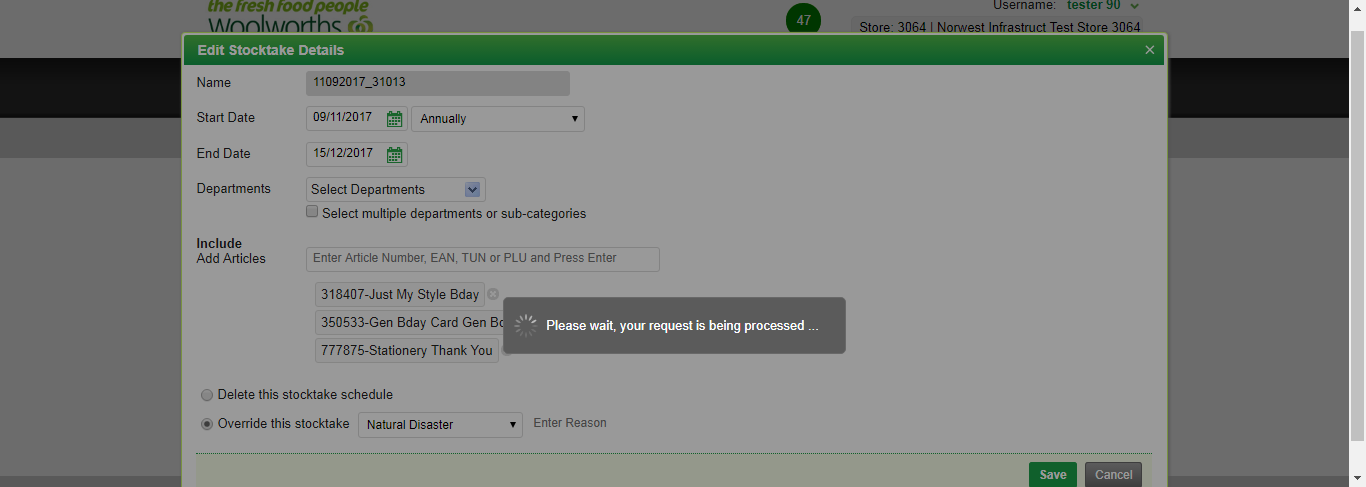 the fresh food people
woolworths
47
Username: tester 90
Store: 3064 | Norwest Infrastruct Test Store 3064
Edit Stocktake Details
Name 11092017_31013
Start Date 09/11/2017 Annually
End Date 15/12/2017
Departments Select Departments
Select multiple departments or sub-categories
Include
Add Articles Enter Article Number, EAN, TUN or PLU and Press Enter
318407-Just My Style Bday
350533-Gen Bday Card Gen
777875-Stationery Thank You
Please wait, your request is being processed ...
Delete this stocktake schedule
Override this stocktake Natural Disaster Enter Reason
Save Cancel